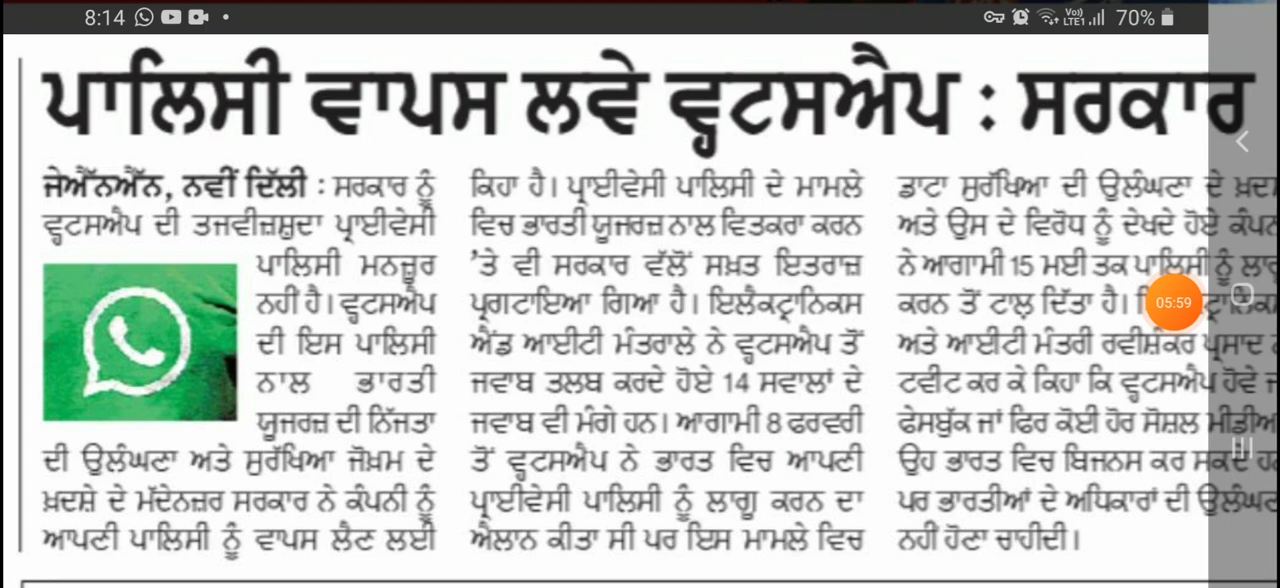 8:14
Vo))
LTE1
70%
ਪਾਲਿਸੀ ਵਾਪਸ ਲਵੇ ਵ੍ਹਟਸਐਪ : ਸਰਕਾਰ
ਜੇਐੱਨਐੱਨ, ਨਵੀਂ ਦਿੱਲੀ : ਸਰਕਾਰ ਨੂੰ
ਵ੍ਹਟਸਐਪ ਦੀ ਤਜਵੀਜ਼ਸ਼ੁਦਾ ਪ੍ਰਾਈਵੇਸੀ
ਪਾਲਿਸੀ ਮਨਜ਼ੂਰ
ਨਹੀਂ ਹੈ। ਵ੍ਹਟਸਐਪ
ਦੀ ਇਸ ਪਾਲਿਸੀ
ਨਾਲ ਭਾਰਤੀ
ਯੂਜਰਜ਼ ਦੀ ਨਿੱਜਤਾ
ਦੀ ਉਲੰਘਣਾ ਅਤੇ ਸੁਰੱਖਿਆ ਜੋਖ਼ਮ ਦੇ
ਖ਼ਦਸ਼ੇ ਦੇ ਮੱਦੇਨਜ਼ਰ ਸਰਕਾਰ ਨੇ ਕੰਪਨੀ ਨੂੰ
ਆਪਣੀ ਪਾਲਿਸੀ ਨੂੰ ਵਾਪਸ ਲੈਣ ਲਈ
ਕਿਹਾ ਹੈ। ਪ੍ਰਾਈਵੇਸੀ ਪਾਲਿਸੀ ਦੇ ਮਾਮਲੇ
ਵਿਚ ਭਾਰਤੀ ਯੂਜਰਜ਼ ਨਾਲ ਵਿਤਕਰਾ ਕਰਨ
’ਤੇ ਵੀ ਸਰਕਾਰ ਵੱਲੋਂ ਸਖ਼ਤ ਇਤਰਾਜ਼
ਪ੍ਰਗਟਾਇਆ ਗਿਆ ਹੈ। ਇਲੈਕਟ੍ਰਾਨਿਕਸ
ਐਂਡ ਆਈਟੀ ਮੰਤਰਾਲੇ ਨੇ ਵ੍ਹਟਸਐਪ ਤੋਂ
ਜਵਾਬ ਤਲਬ ਕਰਦੇ ਹੋਏ 14 ਸਵਾਲਾਂ ਦੇ
ਜਵਾਬ ਵੀ ਮੰਗੇ ਹਨ। ਆਗਾਮੀ 8 ਫਰਵਰੀ
ਤੋਂ ਵ੍ਹਟਸਐਪ ਨੇ ਭਾਰਤ ਵਿਚ ਆਪਣੀ
ਪ੍ਰਾਈਵੇਸੀ ਪਾਲਿਸੀ ਨੂੰ ਲਾਗੂ ਕਰਨ ਦਾ
ਐਲਾਨ ਕੀਤਾ ਸੀ ਪਰ ਇਸ ਮਾਮਲੇ ਵਿਚ
ਡਾਟਾ ਸੁਰੱਖਿਆ ਦੀ ਉਲੰਘਣਾ ਦੇ
ਅਤੇ ਉਸ ਦੇ ਵਿਰੋਧ ਨੂੰ ਦੇਖਦੇ ਹੋਏ
ਨੇ ਆਗਾਮੀ 15 ਮਈ ਤਕ ਪਾਲਿਸੀ ਨੂੰ
ਕਰਨ ਤੋਂ ਟਾਲ਼ ਦਿੱਤਾ ਹੈ।
05:59
ਅਤੇ ਆਈਟੀ ਮੰਤਰੀ ਰਵੀਸ਼ੰਕਰ ਪ੍ਰਸਾਦ
ਟਵੀਟ ਕਰ ਕੇ ਕਿਹਾ ਕਿ ਵ੍ਹਟਸਐਪ ਹੋਵੇ
ਫੇਸਬੁੱਕ ਜਾਂ ਫਿਰ ਕੋਈ ਹੋਰ ਸੋਸ਼ਲ
ਉਹ ਭਾਰਤ ਵਿਚ ਬਿਜਨਸ ਕਰ ਸਕਦੇ
ਪਰ ਭਾਰਤੀਆਂ ਦੇ ਅਧਿਕਾਰਾਂ ਦੀ
ਨਹੀਂ ਹੋਣਾ ਚਾਹੀਦੀ।